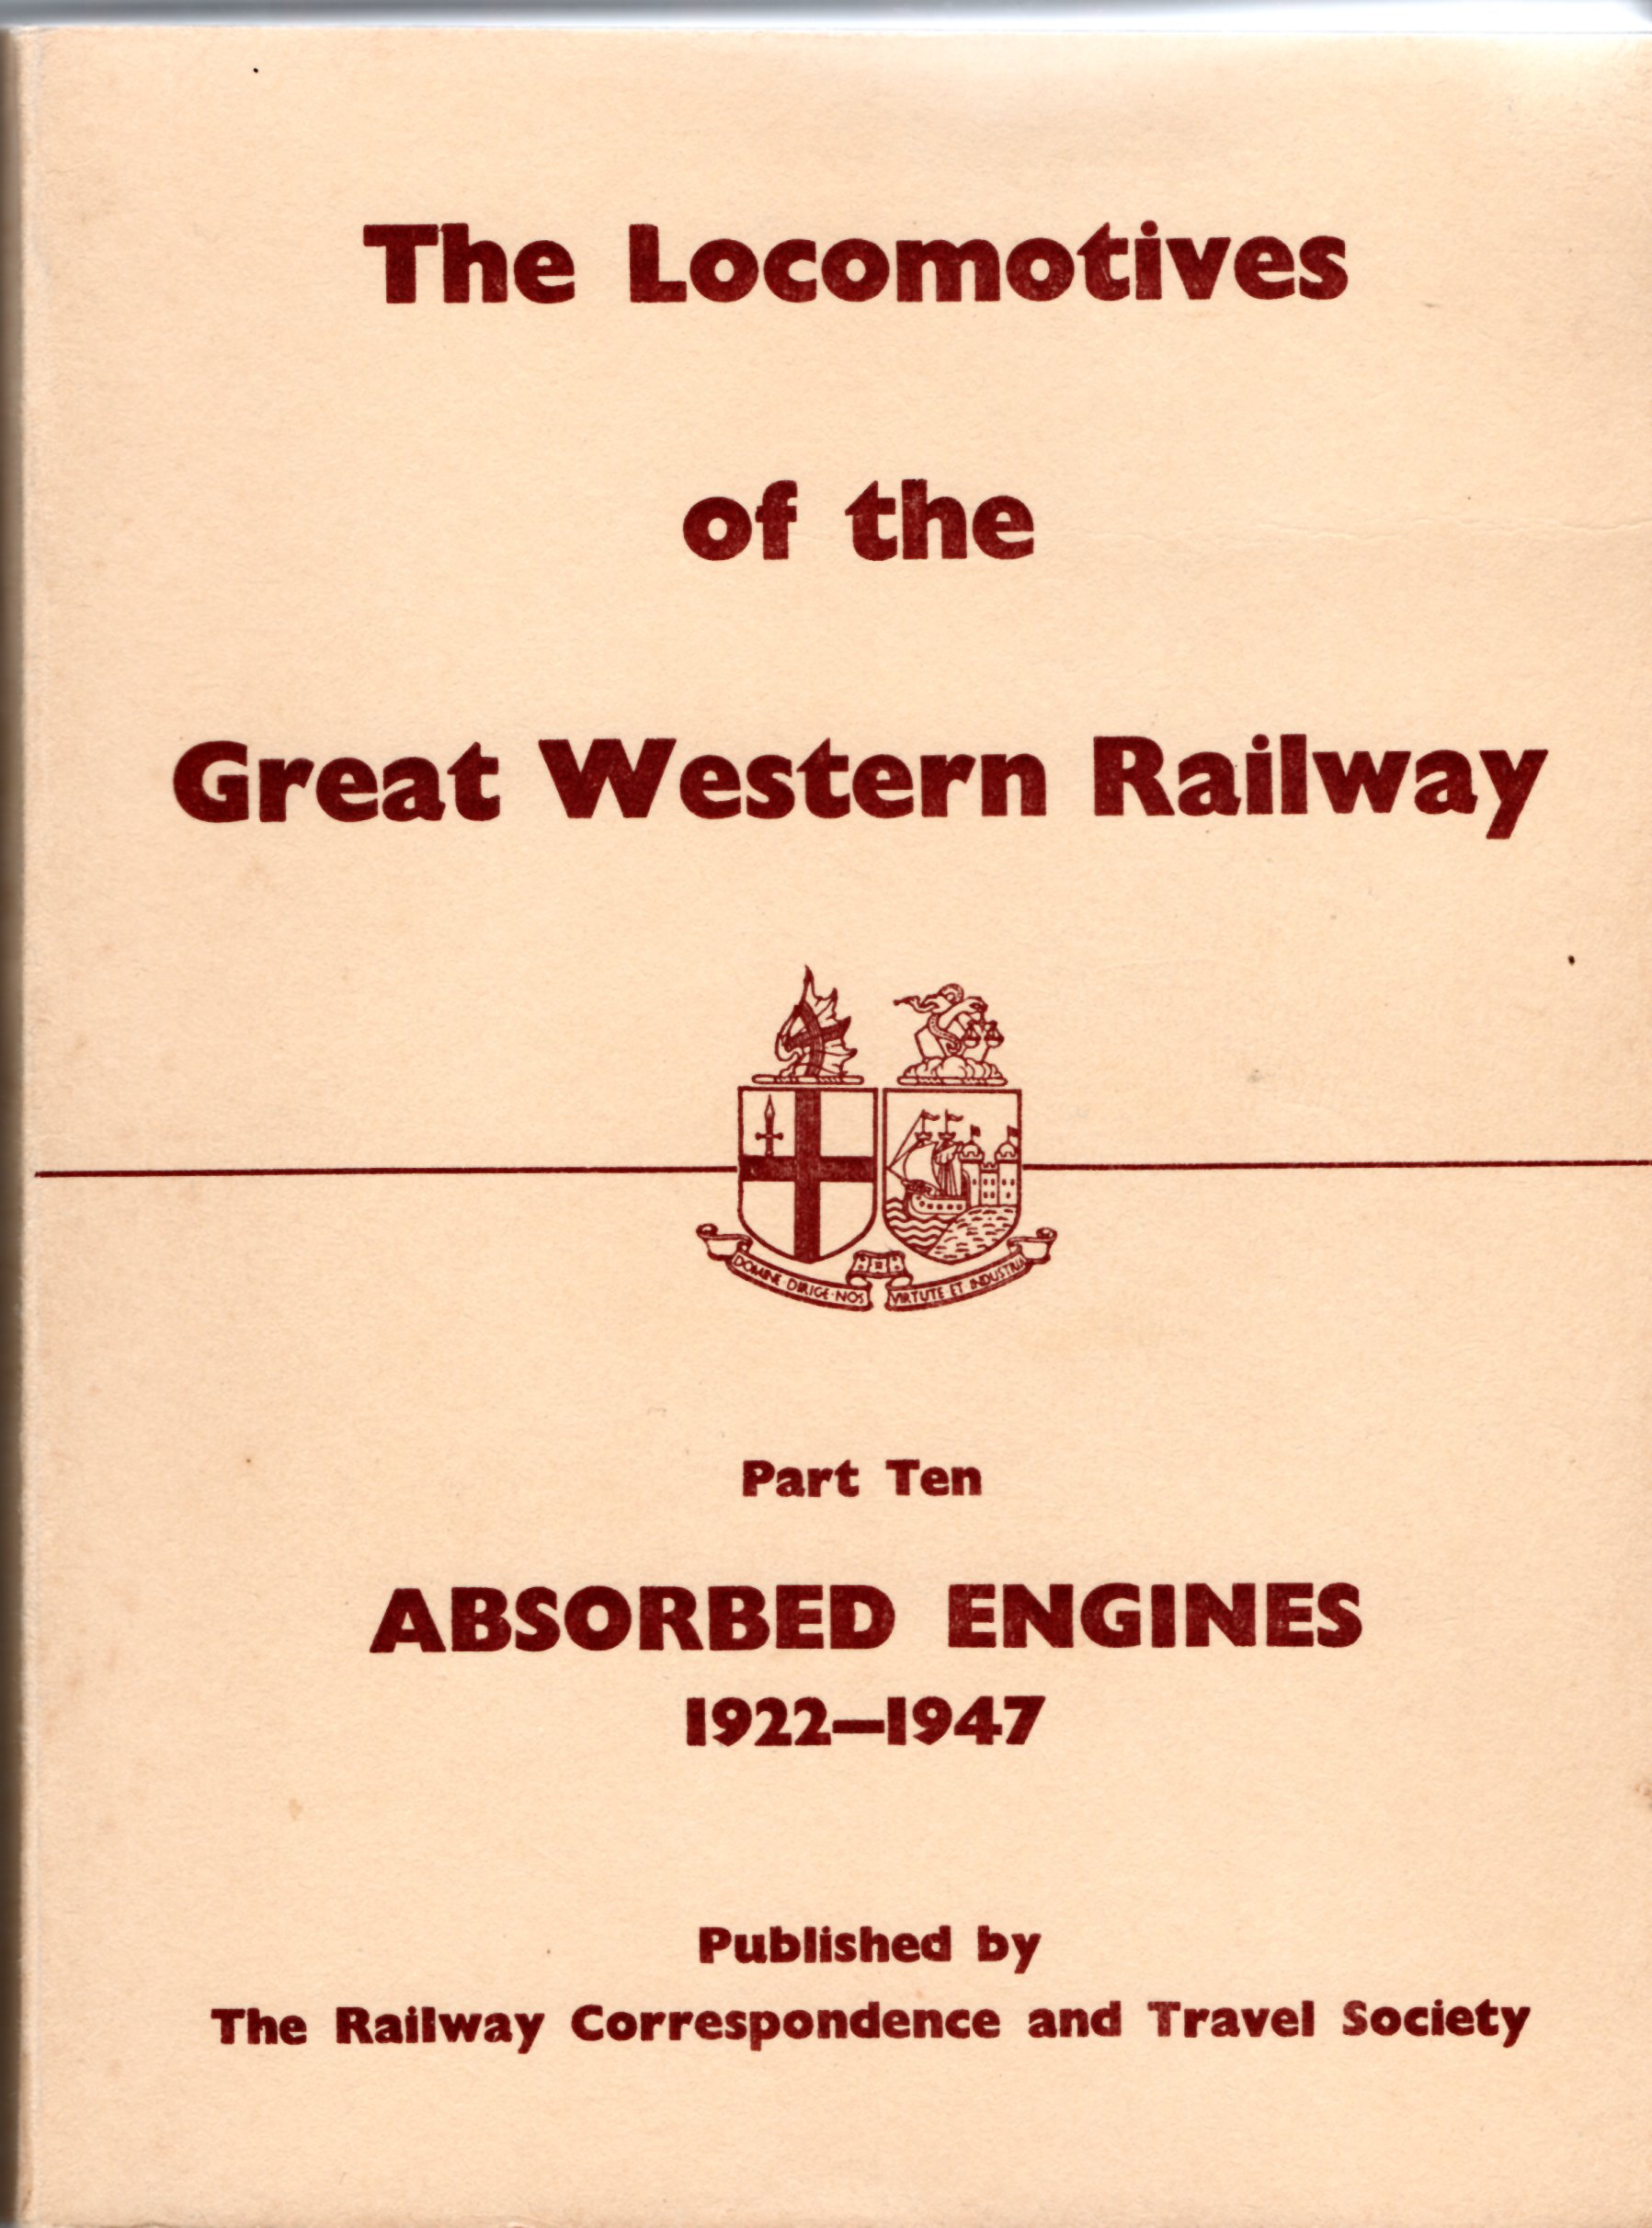 The Locomotives
of the
Great Western Railway
DOMINE · DIRIGE · NOS
VIRTUTE ET INDUSTRIA
Part Ten
ABSORBED ENGINES
1922—1947
Published by
The Railway Correspondence and Travel Society